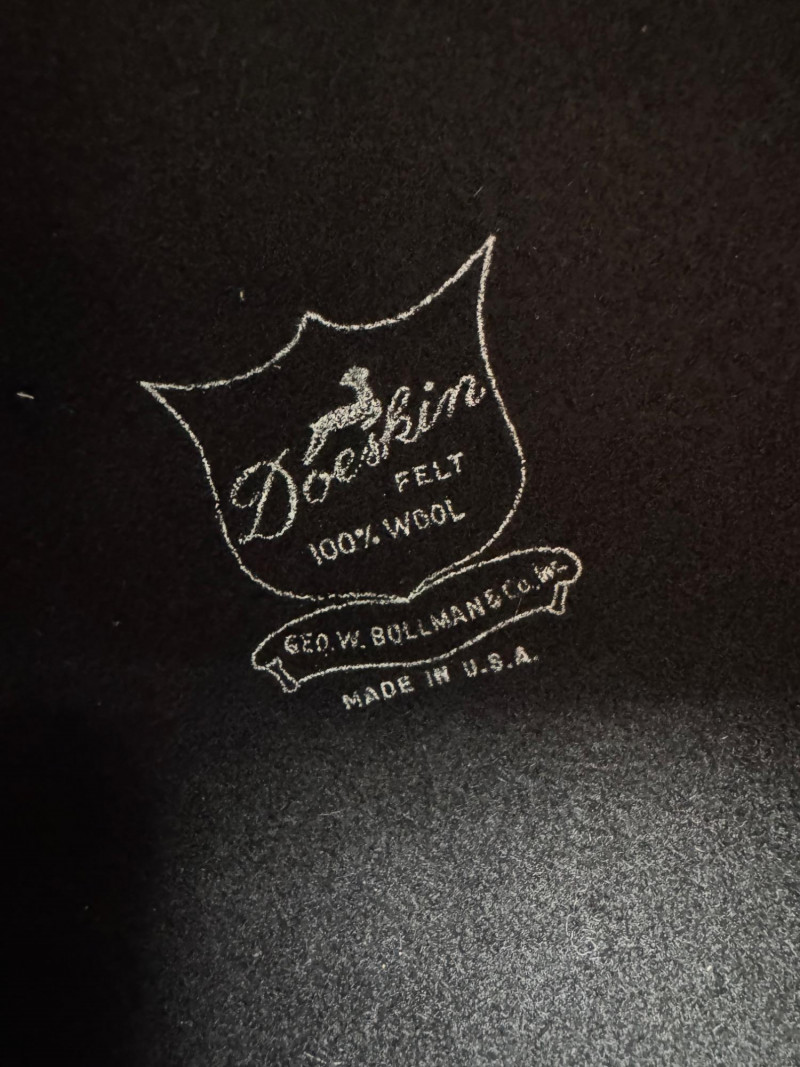 Doeskin
FELT
100% WOOL
GEO. W. BOLLMAN & Co. INC.
MADE IN U.S.A.